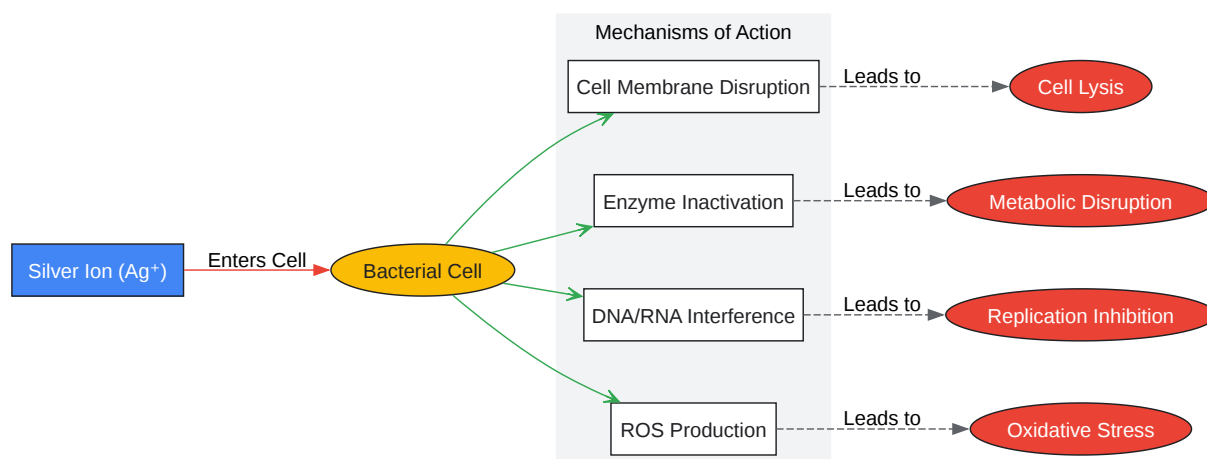 Mechanisms of Action
Cell Membrane Disruption
Leads to
Cell Lysis
Enzyme Inactivation
Leads to
Metabolic Disruption
Silver Ion (Ag⁺)
Enters Cell
Bacterial Cell
DNA/RNA Interference
Leads to
Replication Inhibition
ROS Production
Leads to
Oxidative Stress